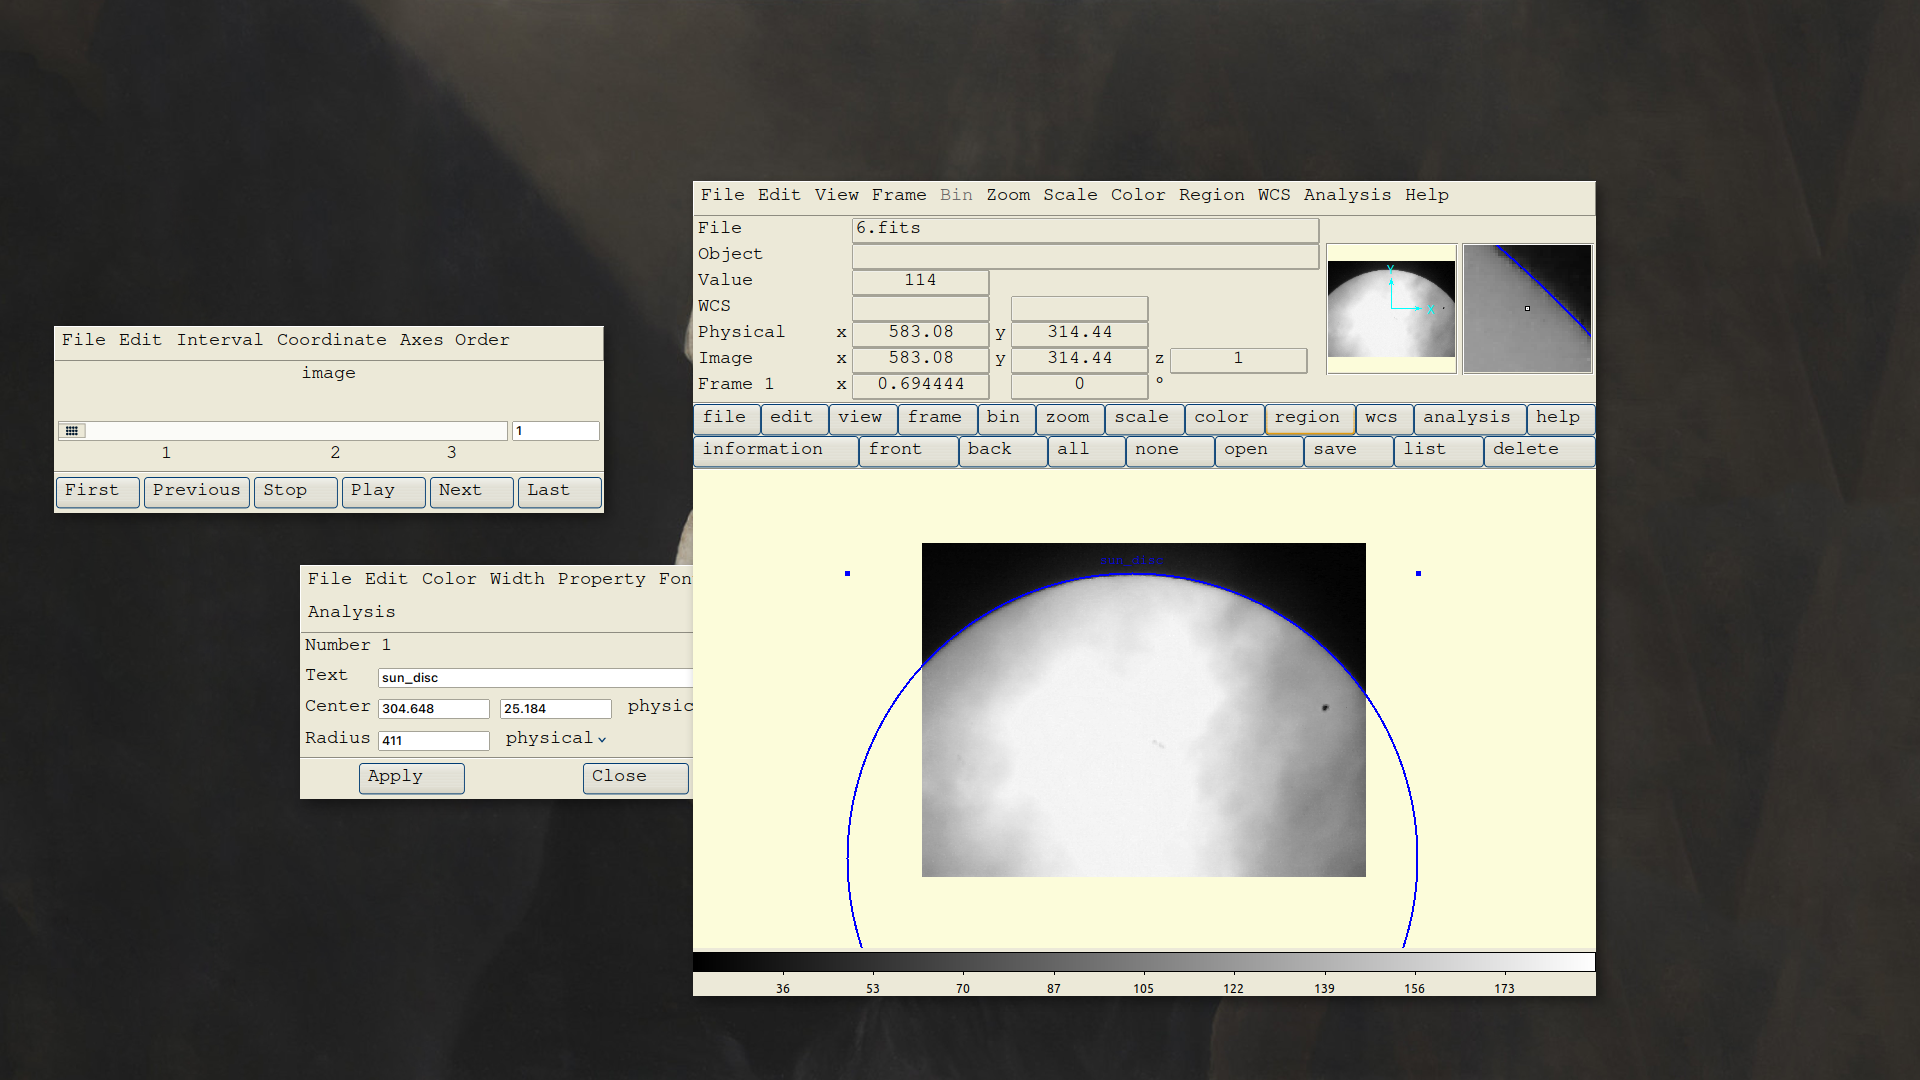 File Edit View Frame Bin Zoom Scale Color Region WCS Analysis Help
File 6.fits
Object
Value 114
WCS
Physical x 583.08 y 314.44
Image x 583.08 y 314.44 z 1
Frame 1 x 0.694444 0 °
Y
X
file edit view frame bin zoom scale color region wcs analysis help
information front back all none open save list delete
sun_disc
36 53 70 87 105 122 139 156 173
File Edit Interval Coordinate Axes Order
image
1
1 2 3
First Previous Stop Play Next Last
File Edit Color Width Property Fon
Analysis
Number 1
Text sun_disc
Center 304.648 25.184 physic
Radius 411 physical
Apply Close